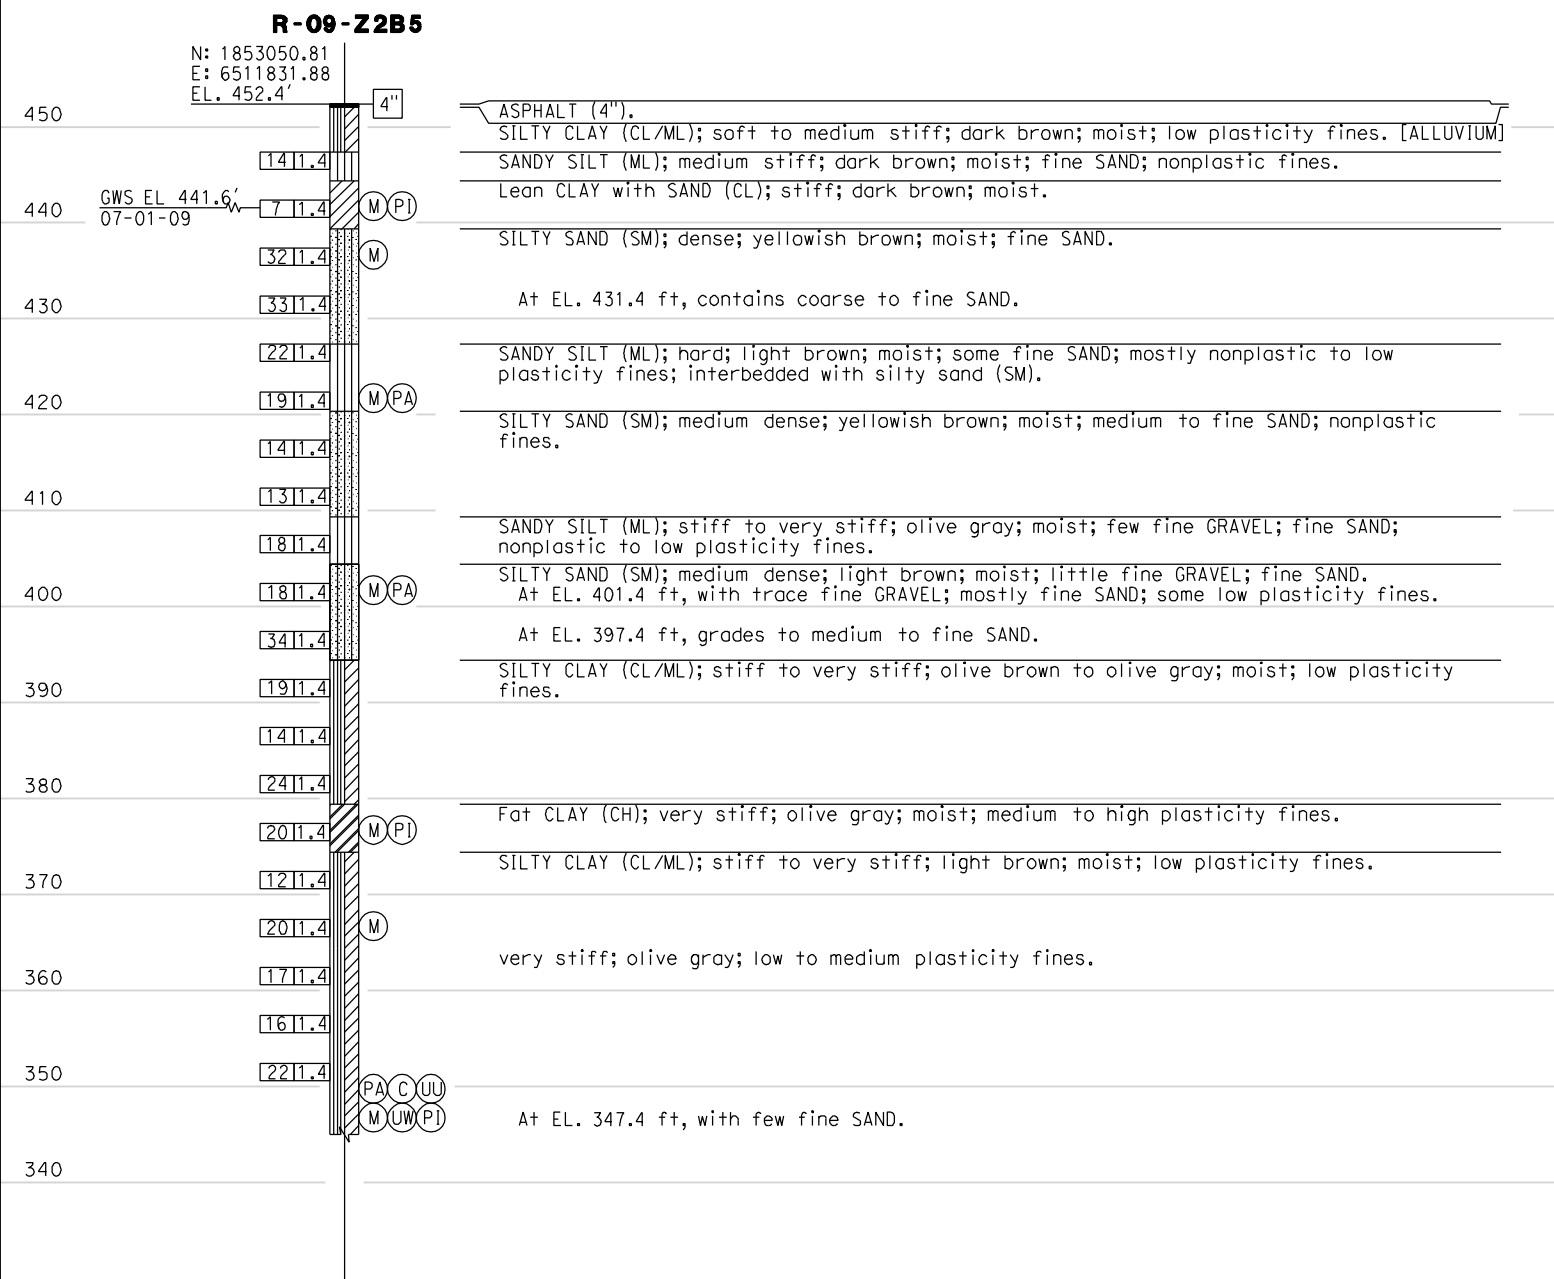 R-09-Z2B5
N: 1853050.81
E: 6511831.88
EL. 452.4'
4"
ASPHALT (4").
450
SILTY CLAY (CL/ML); soft to medium stiff; dark brown; moist; low plasticity fines. [ALLUVIUM]
14 1.4
SANDY SILT (ML); medium stiff; dark brown; moist; fine SAND; nonplastic fines.
Lean CLAY with SAND (CL); stiff; dark brown; moist.
GWS EL 441.6'
07-01-09
440
7 1.4 M PI
SILTY SAND (SM); dense; yellowish brown; moist; fine SAND.
32 1.4 M
At EL. 431.4 ft, contains coarse to fine SAND.
430
33 1.4
22 1.4
SANDY SILT (ML); hard; light brown; moist; some fine SAND; mostly nonplastic to low
plasticity fines; interbedded with silty sand (SM).
420
19 1.4 M PA
SILTY SAND (SM); medium dense; yellowish brown; moist; medium to fine SAND; nonplastic
fines.
14 1.4
410
13 1.4
SANDY SILT (ML); stiff to very stiff; olive gray; moist; few fine GRAVEL; fine SAND;
nonplastic to low plasticity fines.
18 1.4
SILTY SAND (SM); medium dense; light brown; moist; little fine GRAVEL; fine SAND.
400
18 1.4 M PA
At EL. 401.4 ft, with trace fine GRAVEL; mostly fine SAND; some low plasticity fines.
34 1.4
At EL. 397.4 ft, grades to medium to fine SAND.
SILTY CLAY (CL/ML); stiff to very stiff; olive brown to olive gray; moist; low plasticity
fines.
390
19 1.4
14 1.4
380
24 1.4
Fat CLAY (CH); very stiff; olive gray; moist; medium to high plasticity fines.
20 1.4 M PI
SILTY CLAY (CL/ML); stiff to very stiff; light brown; moist; low plasticity fines.
370
12 1.4
20 1.4 M
very stiff; olive gray; low to medium plasticity fines.
360
17 1.4
16 1.4
350
22 1.4
PA C UU
M UW PI
At EL. 347.4 ft, with few fine SAND.
340